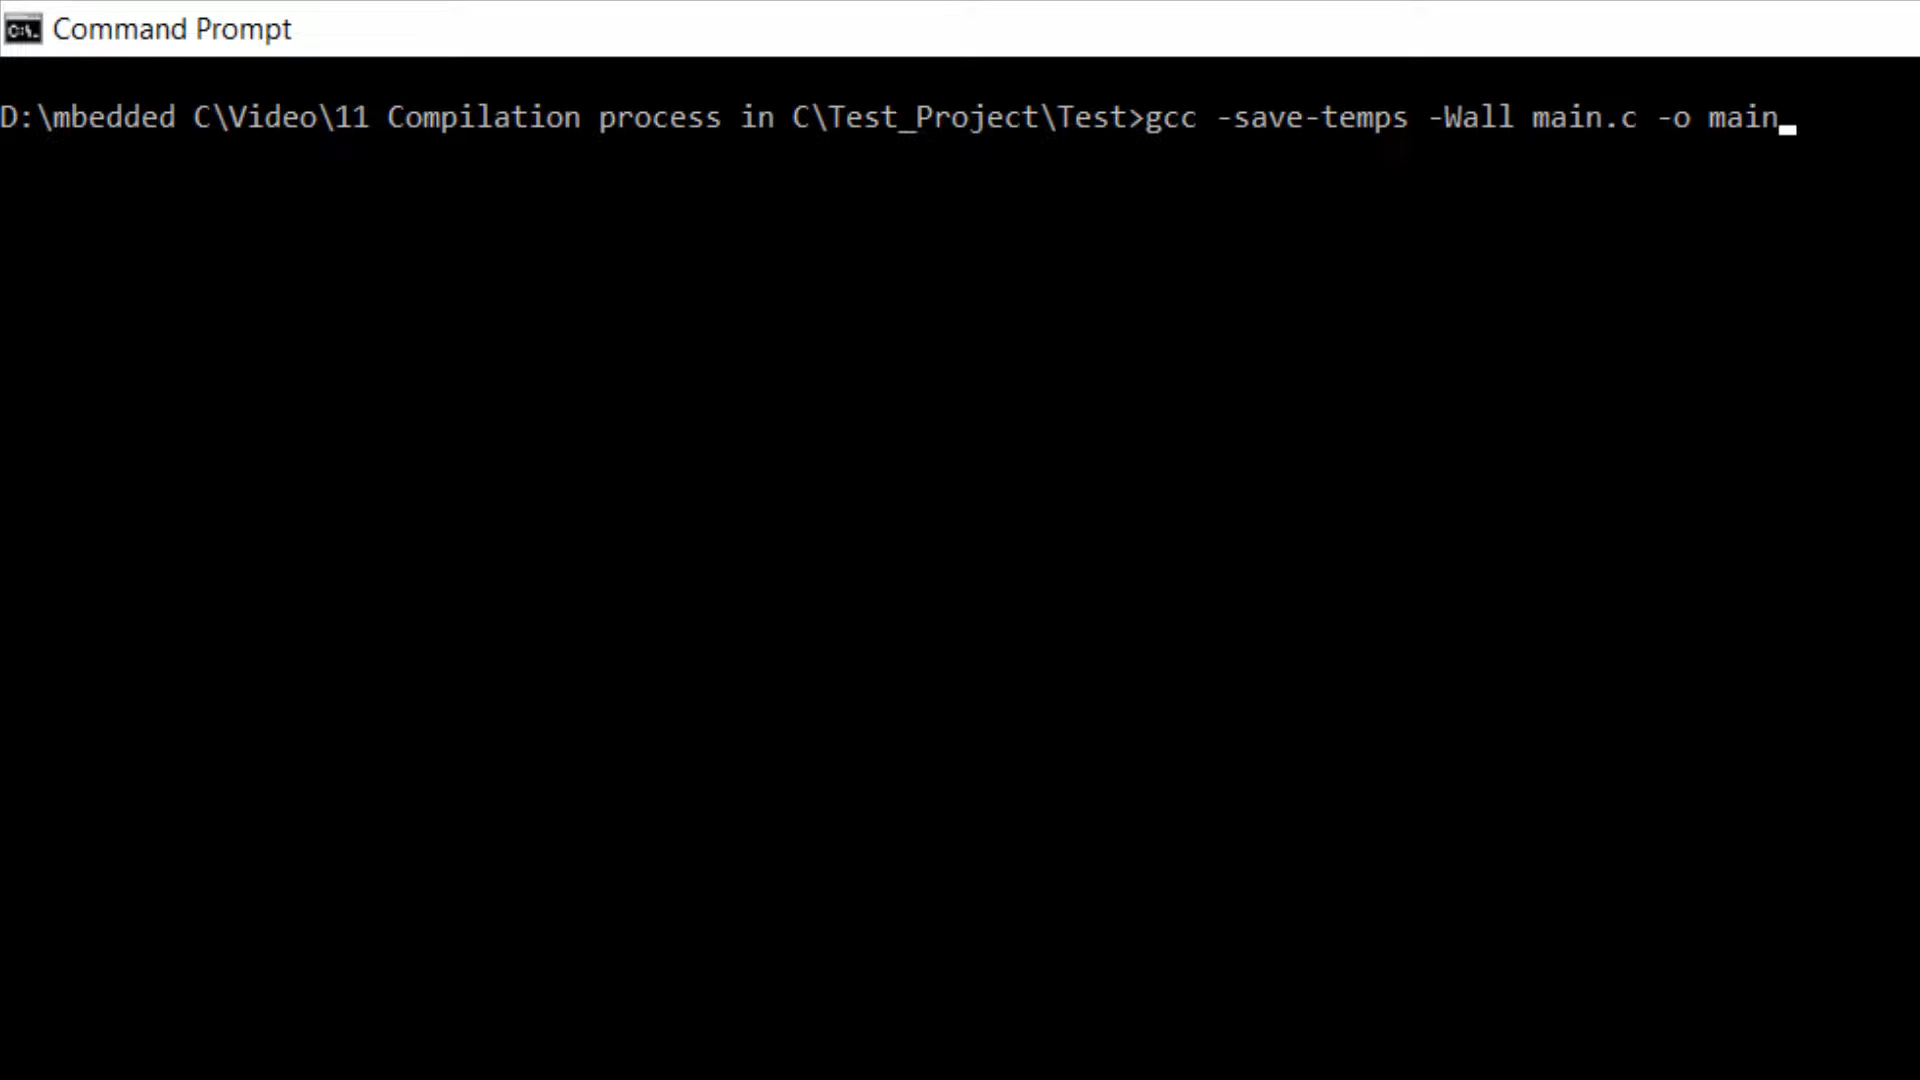 Command Prompt
D:\mbedded C\Video\11 Compilation process in C\Test_Project\Test>gcc -save-temps -Wall main.c -o main